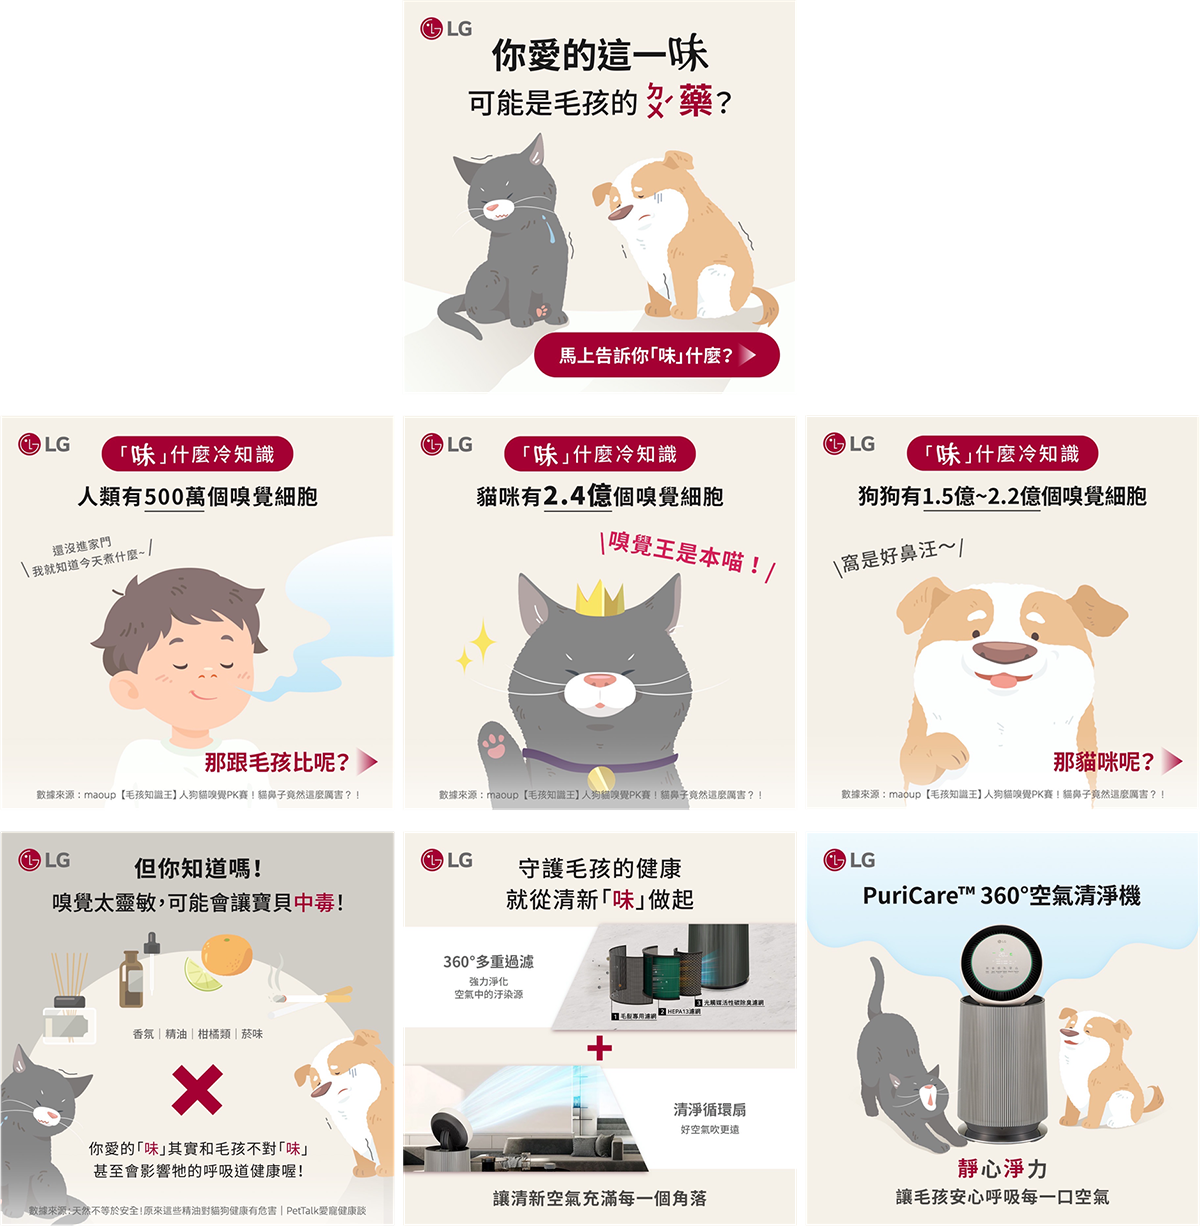 LG
你愛的這一味
可能是毛孩的ㄉㄨˊ藥?
馬上告訴你「味」什麼?
LG
「味」什麼冷知識
人類有500萬個嗅覺細胞
還沒進家門
我就知道今天煮什麼~
那跟毛孩比呢?
數據來源:maoup【毛孩知識王】人狗貓嗅覺PK賽!貓鼻子竟然這麼厲害?!
LG
「味」什麼冷知識
貓咪有2.4億個嗅覺細胞
嗅覺王是本喵!
數據來源:maoup【毛孩知識王】人狗貓嗅覺PK賽!貓鼻子竟然這麼厲害?!
LG
「味」什麼冷知識
狗狗有1.5億~2.2億個嗅覺細胞
窩是好鼻汪~
那貓咪呢?
數據來源:maoup【毛孩知識王】人狗貓嗅覺PK賽!貓鼻子竟然這麼厲害?!
LG
但你知道嗎!
嗅覺太靈敏,可能會讓寶貝中毒!
香氛|精油|柑橘類|菸味
你愛的「味」其實和毛孩不對「味」
甚至會影響牠的呼吸道健康喔!
數據來源:天然不等於安全!原來這些精油對貓狗健康有危害|PetTalk愛寵健康談
LG
守護毛孩的健康
就從清新「味」做起
360°多重過濾
強力淨化
空氣中的汙染源
1 毛髮專用濾網
2 HEPA13濾網
3 光觸媒活性碳除臭濾網
清淨循環扇
好空氣吹更遠
讓清新空氣充滿每一個角落
LG
PuriCare™ 360°空氣清淨機
靜心淨力
讓毛孩安心呼吸每一口空氣